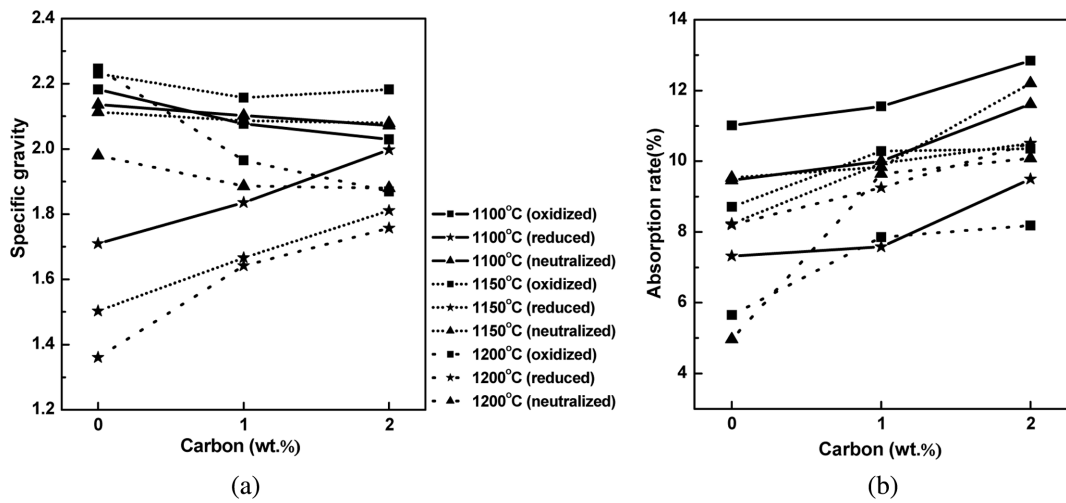 (a)
2.4
2.2
2.0
1.8
1.6
1.4
1.2
Specific gravity
0 1 2
Carbon (wt.%)
1100°C (oxidized)
1100°C (reduced)
1100°C (neutralized)
1150°C (oxidized)
1150°C (reduced)
1150°C (neutralized)
1200°C (oxidized)
1200°C (reduced)
1200°C (neutralized)
(a)
(b)
14
12
10
8
6
4
Absorption rate(%)
0 1 2
Carbon (wt.%)
(b)